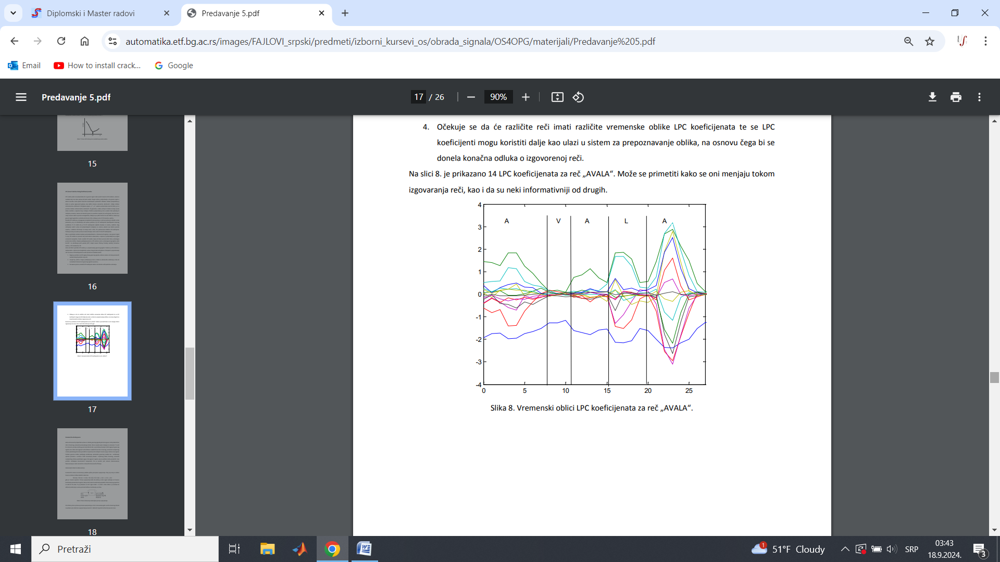 Diplomski i Master radovi
Predavanje 5.pdf
automatika.etf.bg.ac.rs/images/FAJLOVI_srpski/predmeti/izborni_kursevi_os/obrada_signala/OS4OPG/materijali/Predavanje%205.pdf
Email
How to install crack...
Google
Predavanje 5.pdf
17 / 26
90%
15
16
17
18
4. Očekuje se da će različite reči imati različite vremenske oblike LPC koeficijenata te se LPC
koeficijenti mogu koristiti dalje kao ulazi u sistem za prepoznavanje oblika, na osnovu čega bi se
donela konačna odluka o izgovorenoj reči.
Na slici 8. je prikazano 14 LPC koeficijenata za reč „AVALA“. Može se primetiti kako se oni menjaju tokom
izgovaranja reči, kao i da su neki informativniji od drugih.
A V A L A
4
3
2
1
0
-1
-2
-3
-4
0 5 10 15 20 25
Slika 8. Vremenski oblici LPC koeficijenata za reč „AVALA“.
Pretraži
1
51°F Cloudy
SRP
03:43
18.9.2024.
3